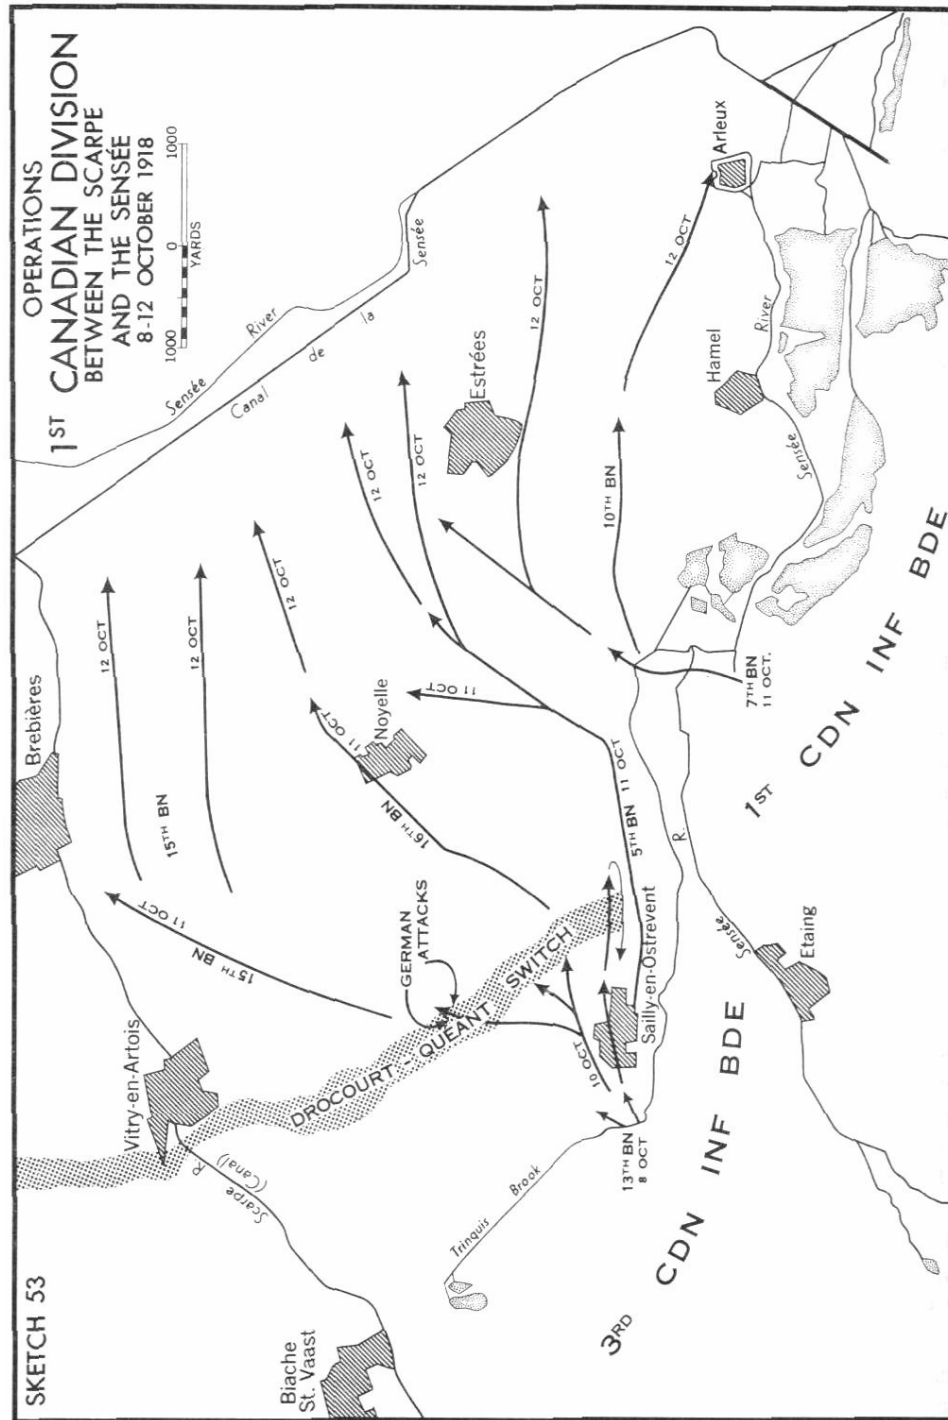 SKETCH 53
OPERATIONS
1ST CANADIAN DIVISION
BETWEEN THE SCARPE
AND THE SENSÉE
8-12 OCTOBER 1918
1000 0 1000
YARDS
Biache
St. Vaast
Scarpe R.
(Canal)
Vitry-en-Artois
Brebières
Sensée River
Canal de la Sensée
15TH BN
11 OCT
15TH BN
12 OCT
12 OCT
GERMAN
ATTACKS
DROCOURT - QUÉANT SWITCH
16TH BN
11 OCT
Noyelle
12 OCT
11 OCT
12 OCT
12 OCT
Estrées
12 OCT
Trinquis Brook
13TH BN
8 OCT
10 OCT
Sailly-en-Ostrevent
5TH BN 11 OCT
10TH BN
12 OCT
Arleux
7TH BN
11 OCT.
Hamel
Sensée River
Sensée R.
Etaing
3RD CDN INF BDE
1ST CDN INF BDE